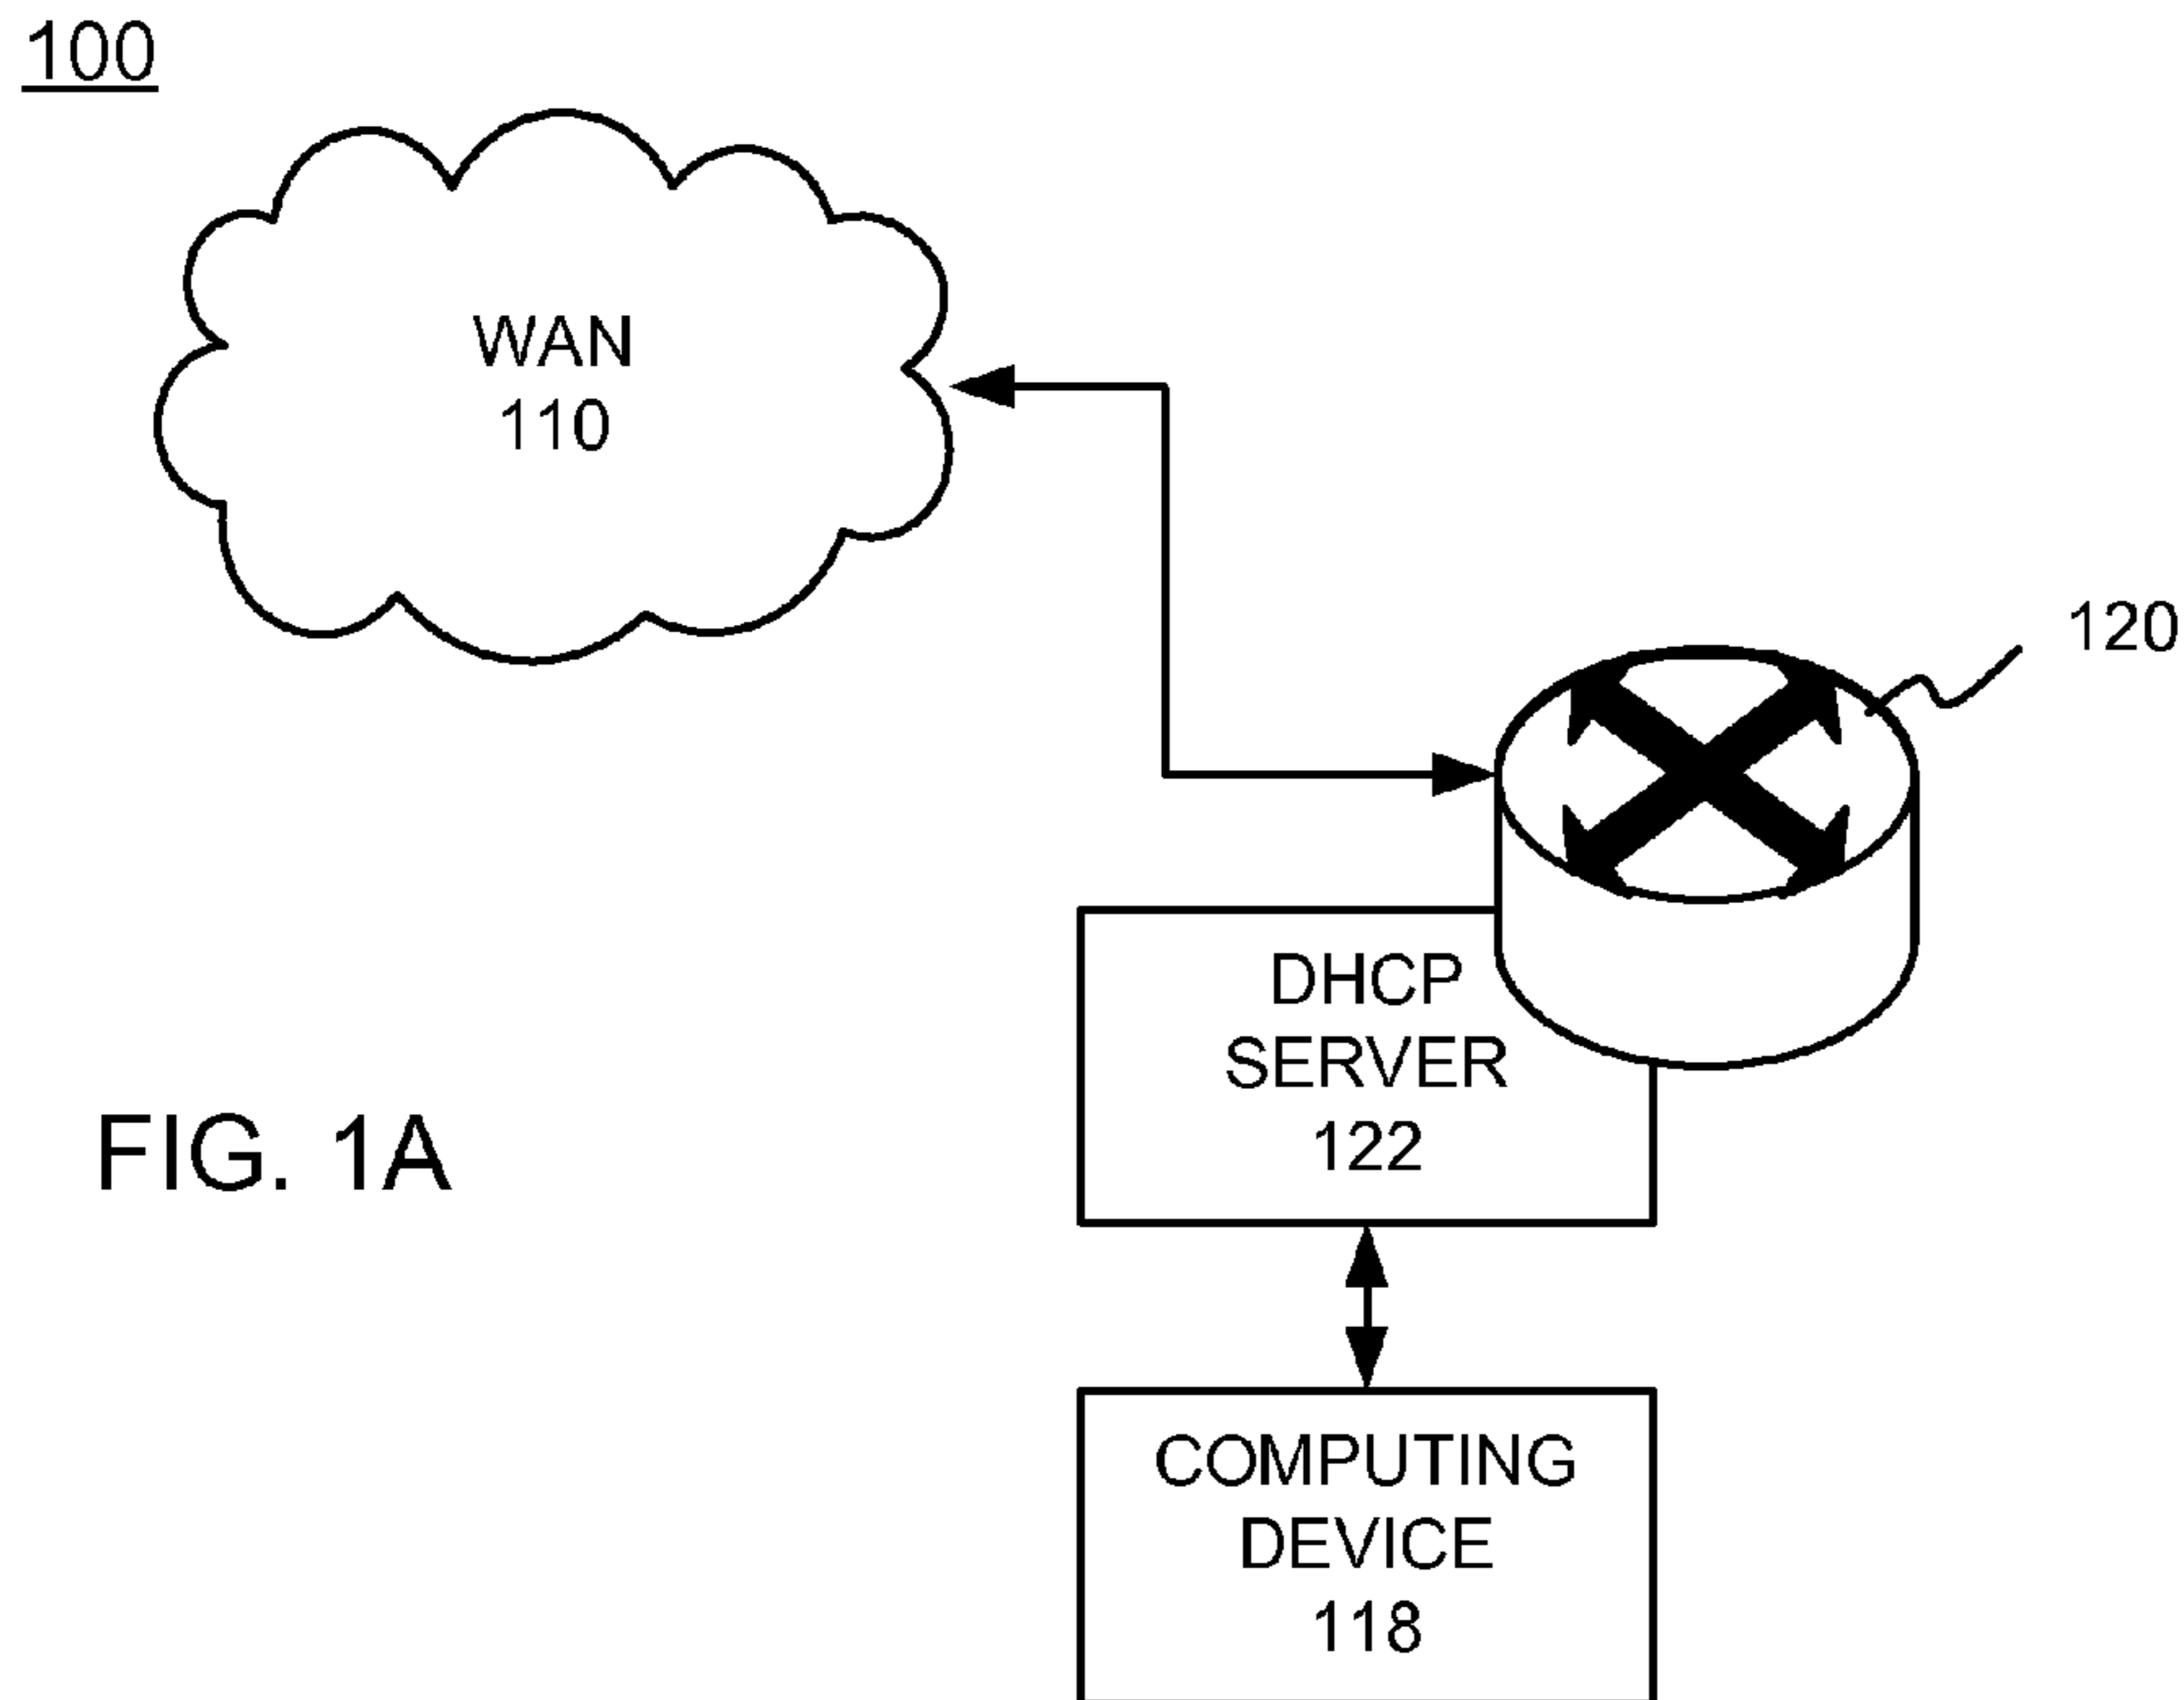 100
WAN
110
120
DHCP
SERVER
122
FIG. 1A
COMPUTING
DEVICE
118